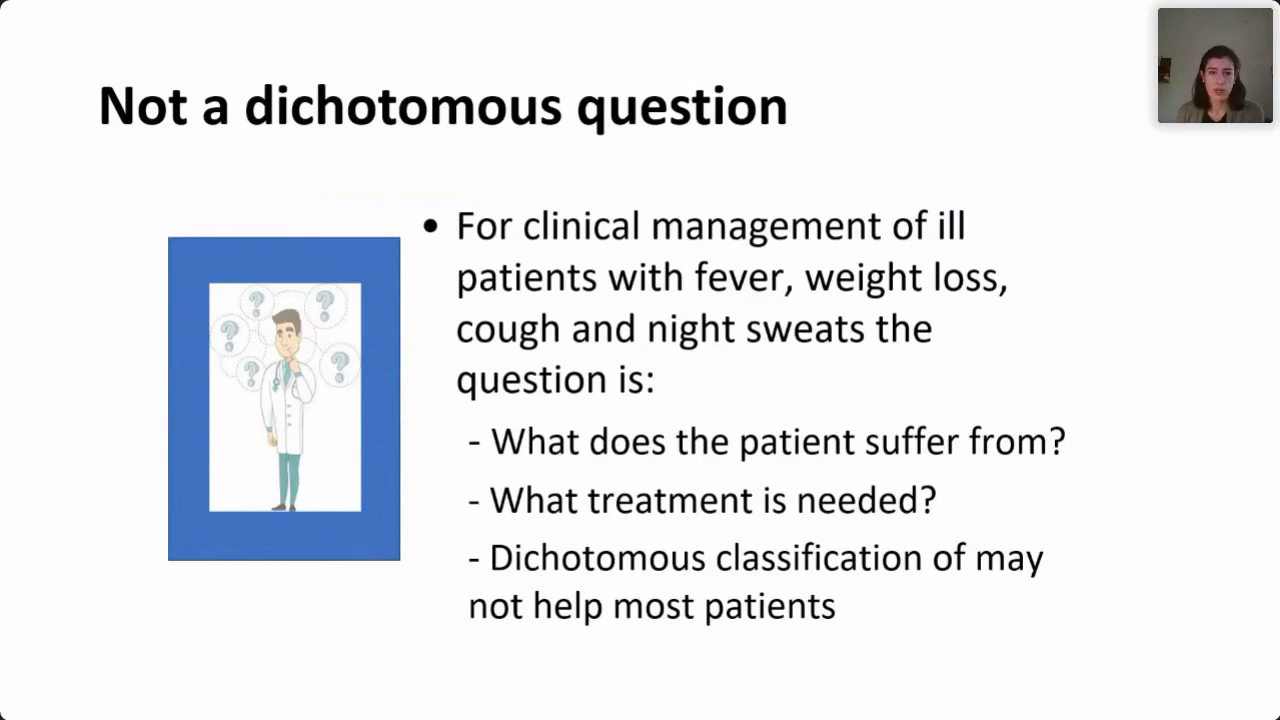 Not a dichotomous question
• For clinical management of ill
patients with fever, weight loss,
cough and night sweats the
question is:
- What does the patient suffer from?
- What treatment is needed?
- Dichotomous classification of may
not help most patients